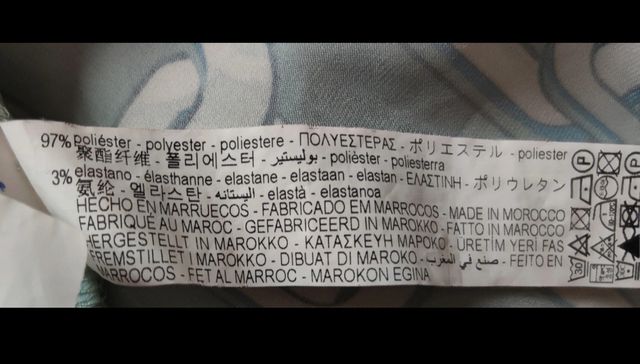 97% poliéster - polyester - poliestere - ΠΟΛΥΕΣΤΕΡΑΣ - ポリエステル - poliester
聚酯纤维 - 폴리에스터 - بوليستير - polièster - poliesterra
3% elastano - élasthanne - elastane - elastaan - elastan - ΕΛΑΣΤΙΝΗ - ポリウレタン
氨纶 - 엘라스탄 - الیستانه - elastà - elastanoa
HECHO EN MARRUECOS - FABRICADO EM MARROCOS - MADE IN MOROCCO
FABRIQUÉ AU MAROC - GEFABRICEERD IN MAROKKO - FATTO IN MAROCCO
HERGESTELLT IN MAROKKO - ΚΑΤΑΣΚΕΥΗ ΜΑΡΟΚΟ - ÜRETİM YERİ FAS
FREMSTILLET I MAROKKO - DIBUAT DI MAROKO - صنع في المغرب - FEITO EN
MARROCOS - FET AL MARROC - MAROKON EGINA